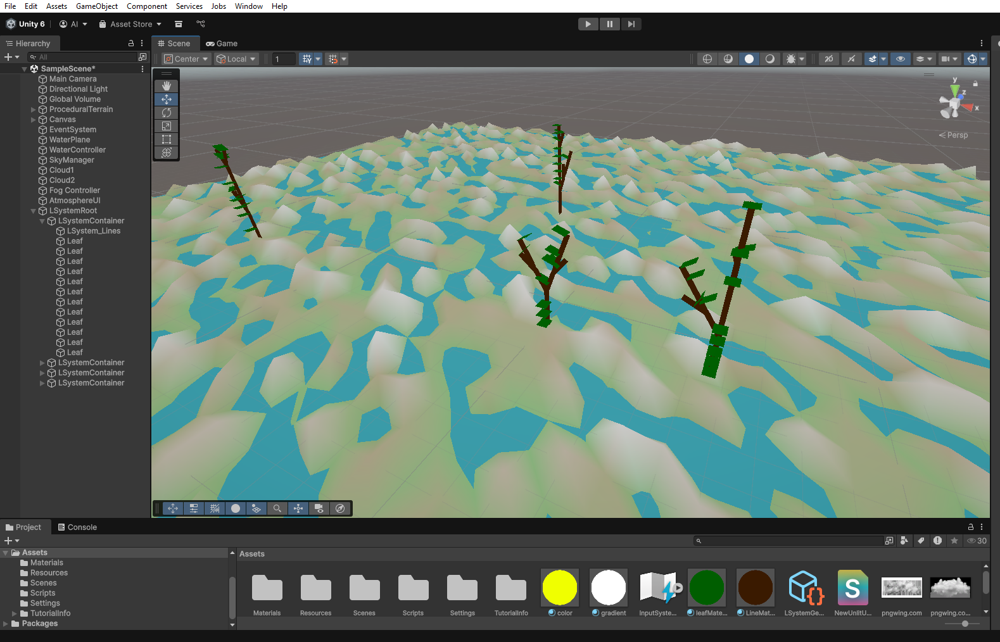 File Edit Assets GameObject Component Services Jobs Window Help
Unity 6 AI Asset Store
Hierarchy Scene Game
All Center Local 1 2D
SampleScene*
Main Camera
Directional Light
Global Volume
ProceduralTerrain
Canvas
EventSystem
WaterPlane
WaterController
SkyManager
Cloud1
Cloud2
Fog Controller
AtmosphereUI
LSystemRoot
LSystemContainer
LSystem_Lines
Leaf
Leaf
Leaf
Leaf
Leaf
Leaf
Leaf
Leaf
Leaf
Leaf
Leaf
Leaf
LSystemContainer
LSystemContainer
LSystemContainer
y
z
x
Persp
Project Console
30
Assets
Materials
Resources
Scenes
Scripts
Settings
TutorialInfo
Packages
Assets
S
Materials Resources Scenes Scripts Settings TutorialInfo color gradient InputSyste... leafMate... LineMat... LSystemGe... NewUnlitU... pngwing.com pngwing.co...